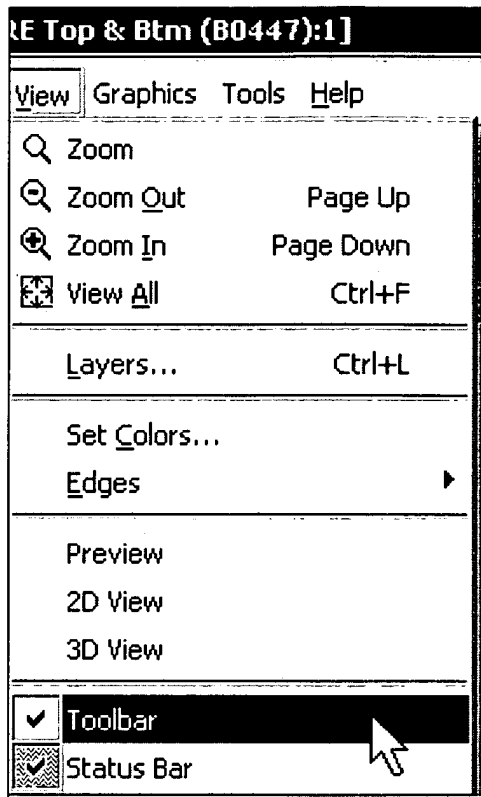 RE Top & Btm (B0447):1]
View Graphics Tools Help
Zoom
Zoom Out Page Up
Zoom In Page Down
View All Ctrl+F
Layers... Ctrl+L
Set Colors...
Edges
Preview
2D View
3D View
Toolbar
Status Bar